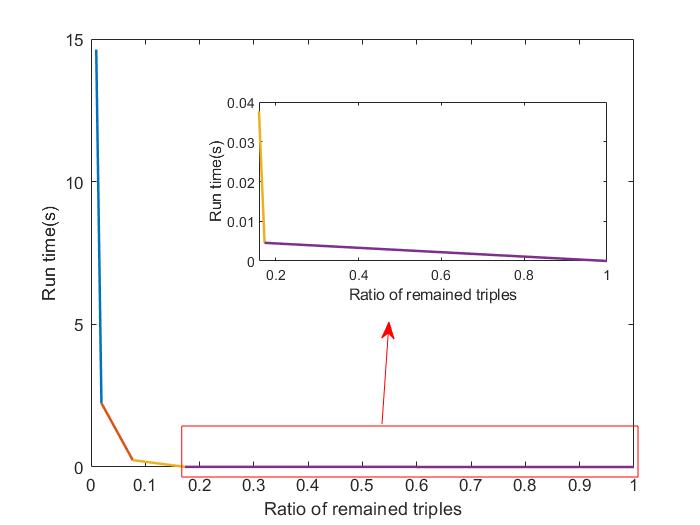 15
10
5
0
Run time(s)
0 0.1 0.2 0.3 0.4 0.5 0.6 0.7 0.8 0.9 1
Ratio of remained triples
0.04
0.03
0.02
0.01
0
Run time(s)
0.2 0.4 0.6 0.8 1
Ratio of remained triples